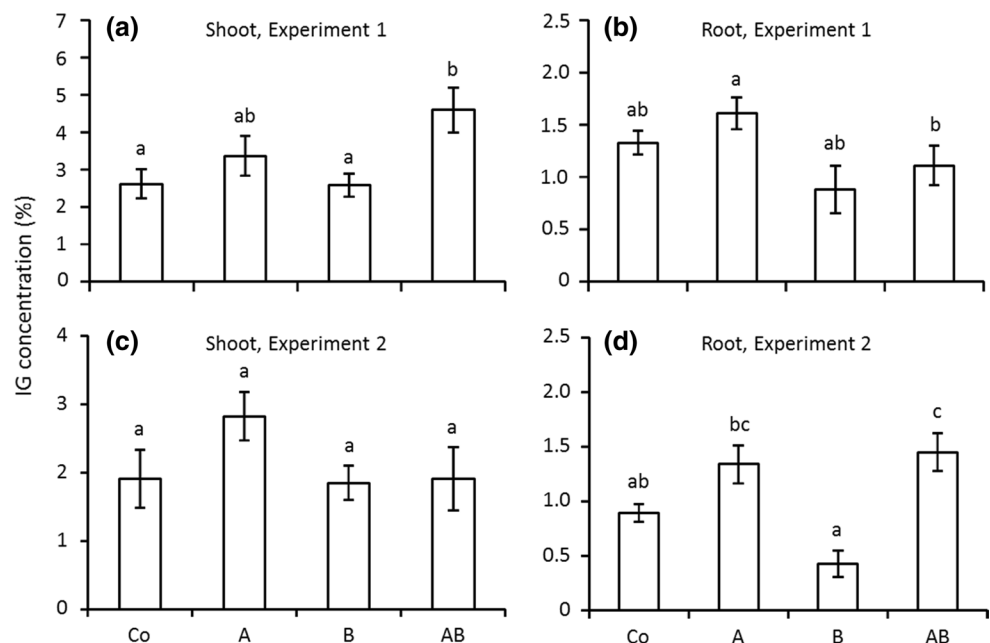 (a) Shoot, Experiment 1
7
6
5
4
3
2
1
0
a
ab
a
b
(b) Root, Experiment 1
2.5
2.0
1.5
1.0
0.5
0
ab
a
ab
b
IG concentration (%)
(c) Shoot, Experiment 2
4
3
2
1
0
a
a
a
a
Co A B AB
(d) Root, Experiment 2
2.5
2.0
1.5
1.0
0.5
0
ab
bc
a
c
Co A B AB